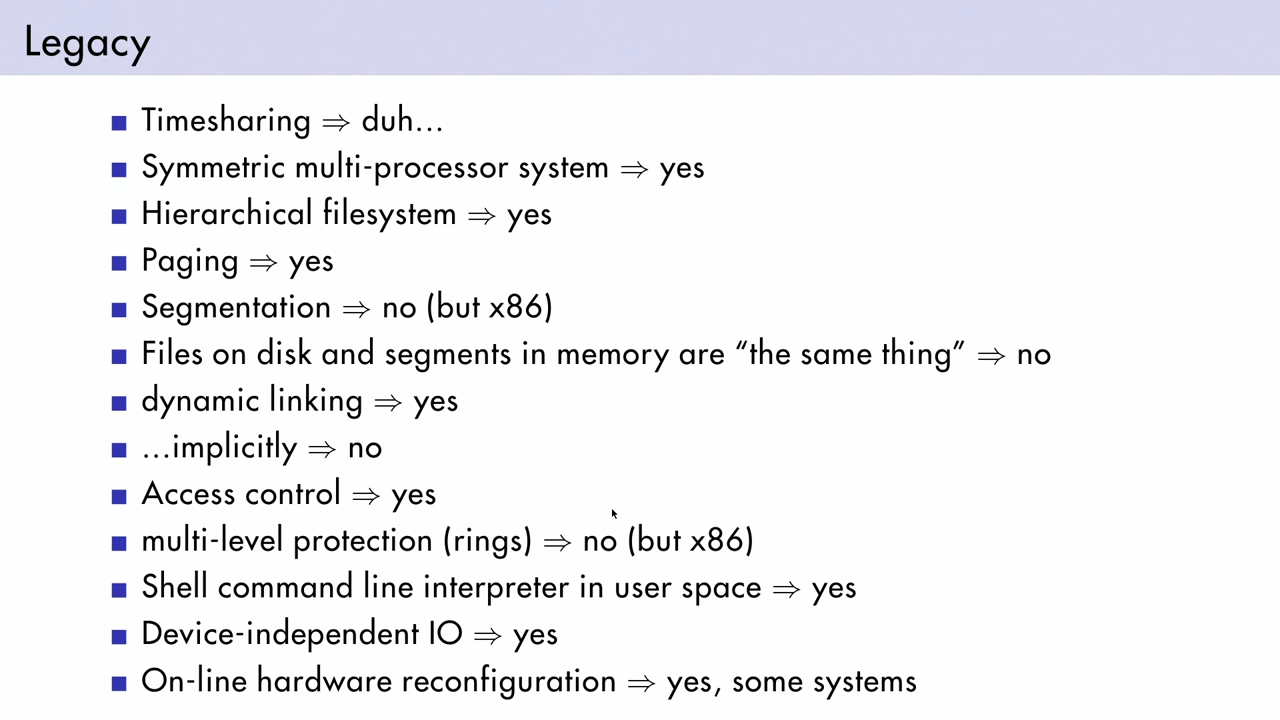 Legacy
Timesharing ⇒ duh...
Symmetric multi-processor system ⇒ yes
Hierarchical filesystem ⇒ yes
Paging ⇒ yes
Segmentation ⇒ no (but x86)
Files on disk and segments in memory are “the same thing” ⇒ no
dynamic linking ⇒ yes
...implicitly ⇒ no
Access control ⇒ yes
multi-level protection (rings) ⇒ no (but x86)
Shell command line interpreter in user space ⇒ yes
Device-independent IO ⇒ yes
On-line hardware reconfiguration ⇒ yes, some systems